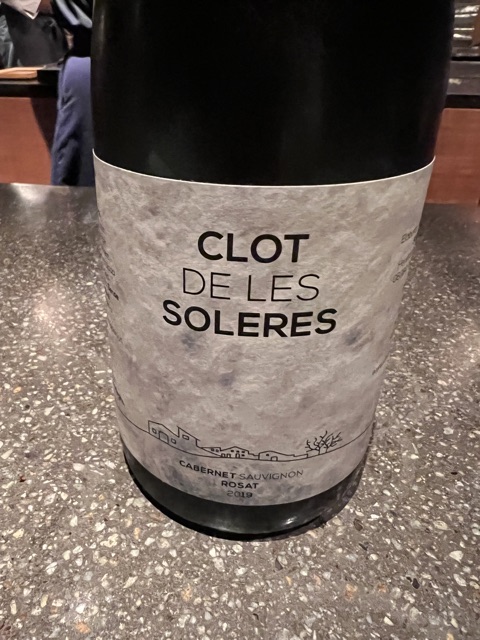 CLOT
DE LES
SOLERES
CABERNET SAUVIGNON
ROSAT
2019